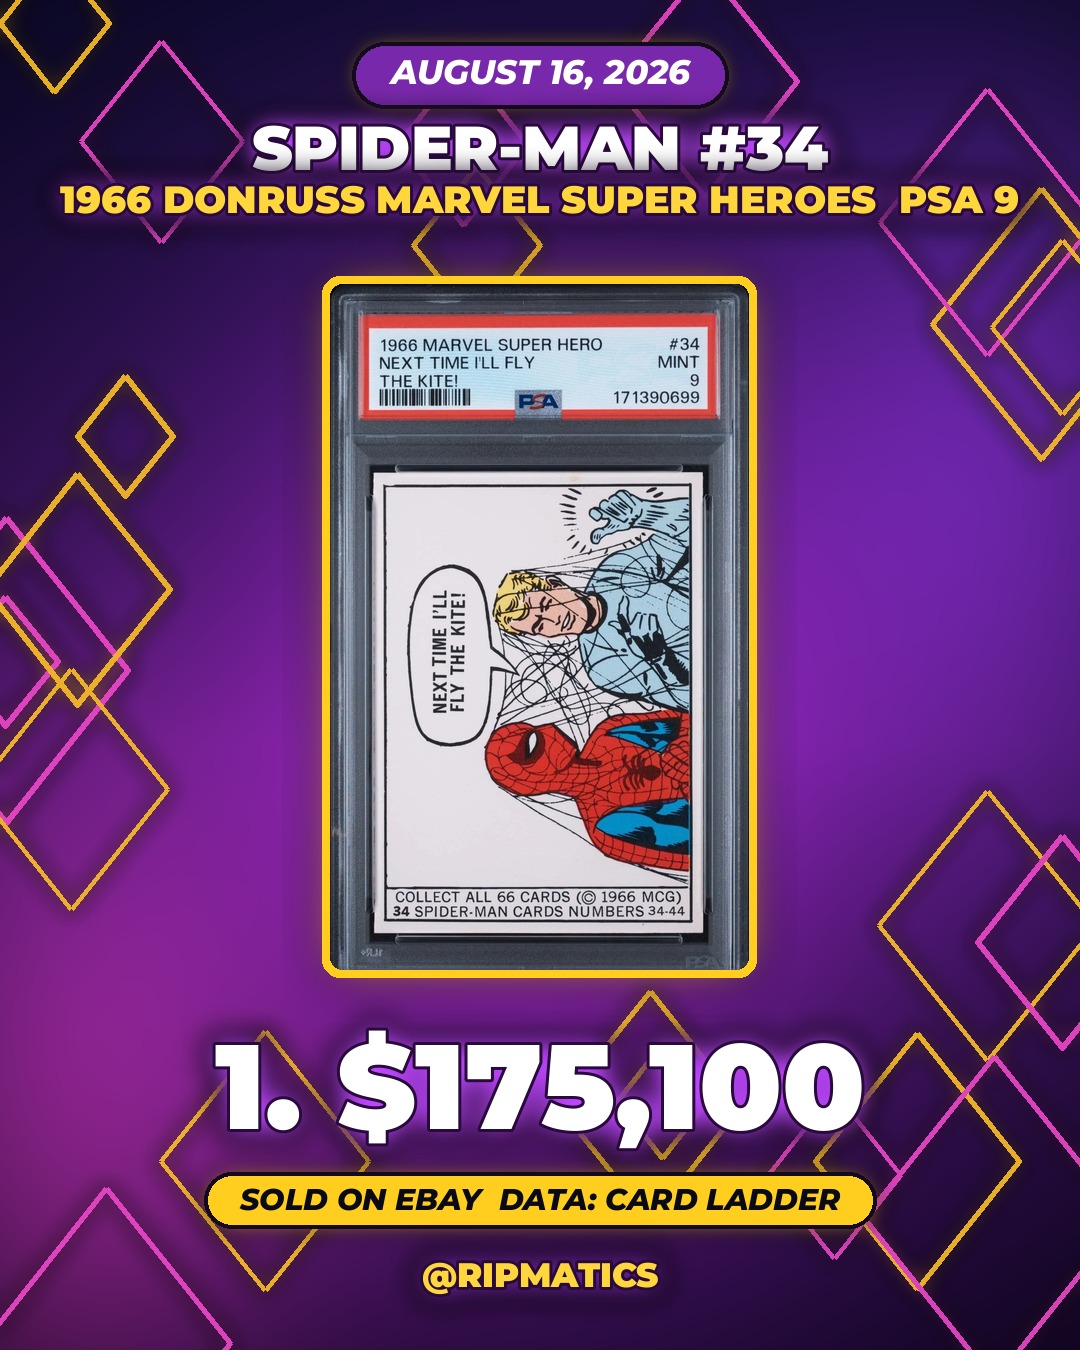 AUGUST 16, 2026
SPIDER-MAN #34
1966 DONRUSS MARVEL SUPER HEROES PSA 9
1966 MARVEL SUPER HERO #34
NEXT TIME I'LL FLY MINT
THE KITE! 9
PSA 171390699
NEXT TIME I'LL
FLY THE KITE!
COLLECT ALL 66 CARDS (© 1966 MCG)
34 SPIDER-MAN CARDS NUMBERS 34-44
PSA
1. $175,100
SOLD ON EBAY DATA: CARD LADDER
@RIPMATICS